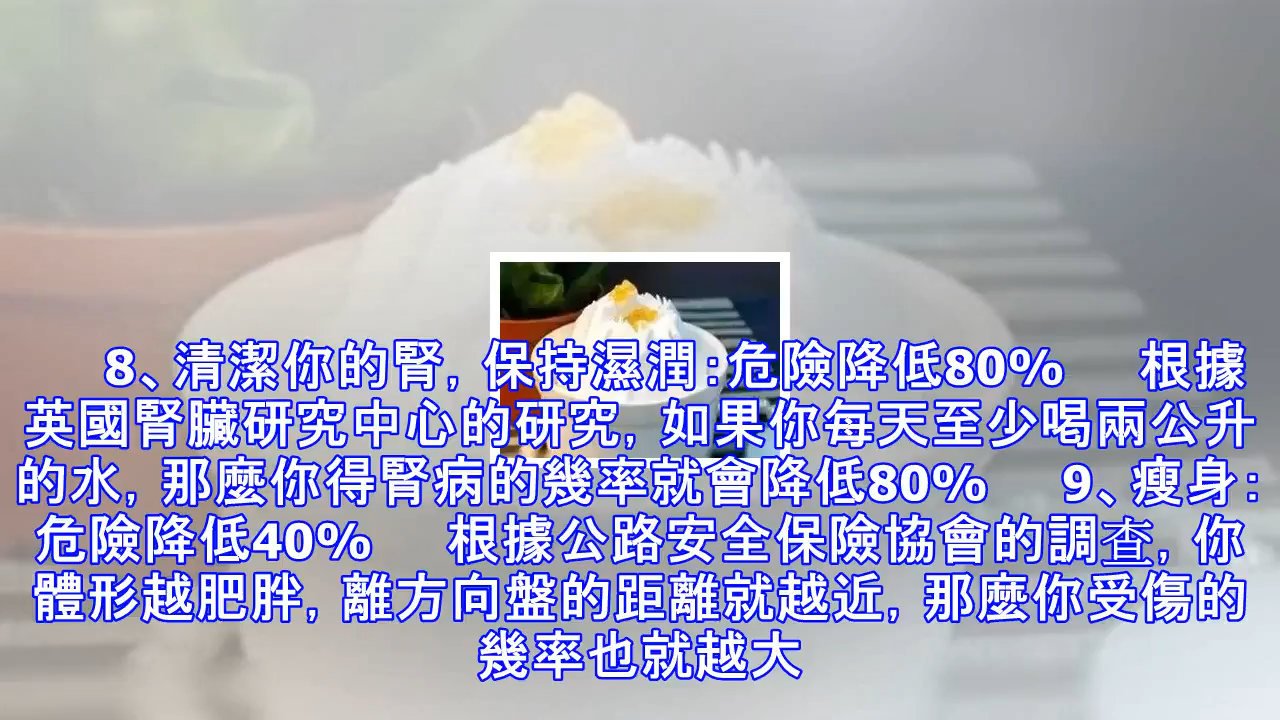 8、清潔你的腎, 保持濕潤:危險降低80% 根據
英國腎臟研究中心的研究, 如果你每天至少喝兩公升
的水, 那麼你得腎病的幾率就會降低80% 9、瘦身:
危險降低40% 根據公路安全保險協會的調查, 你
體形越肥胖, 離方向盤的距離就越近, 那麼你受傷的
幾率也就越大